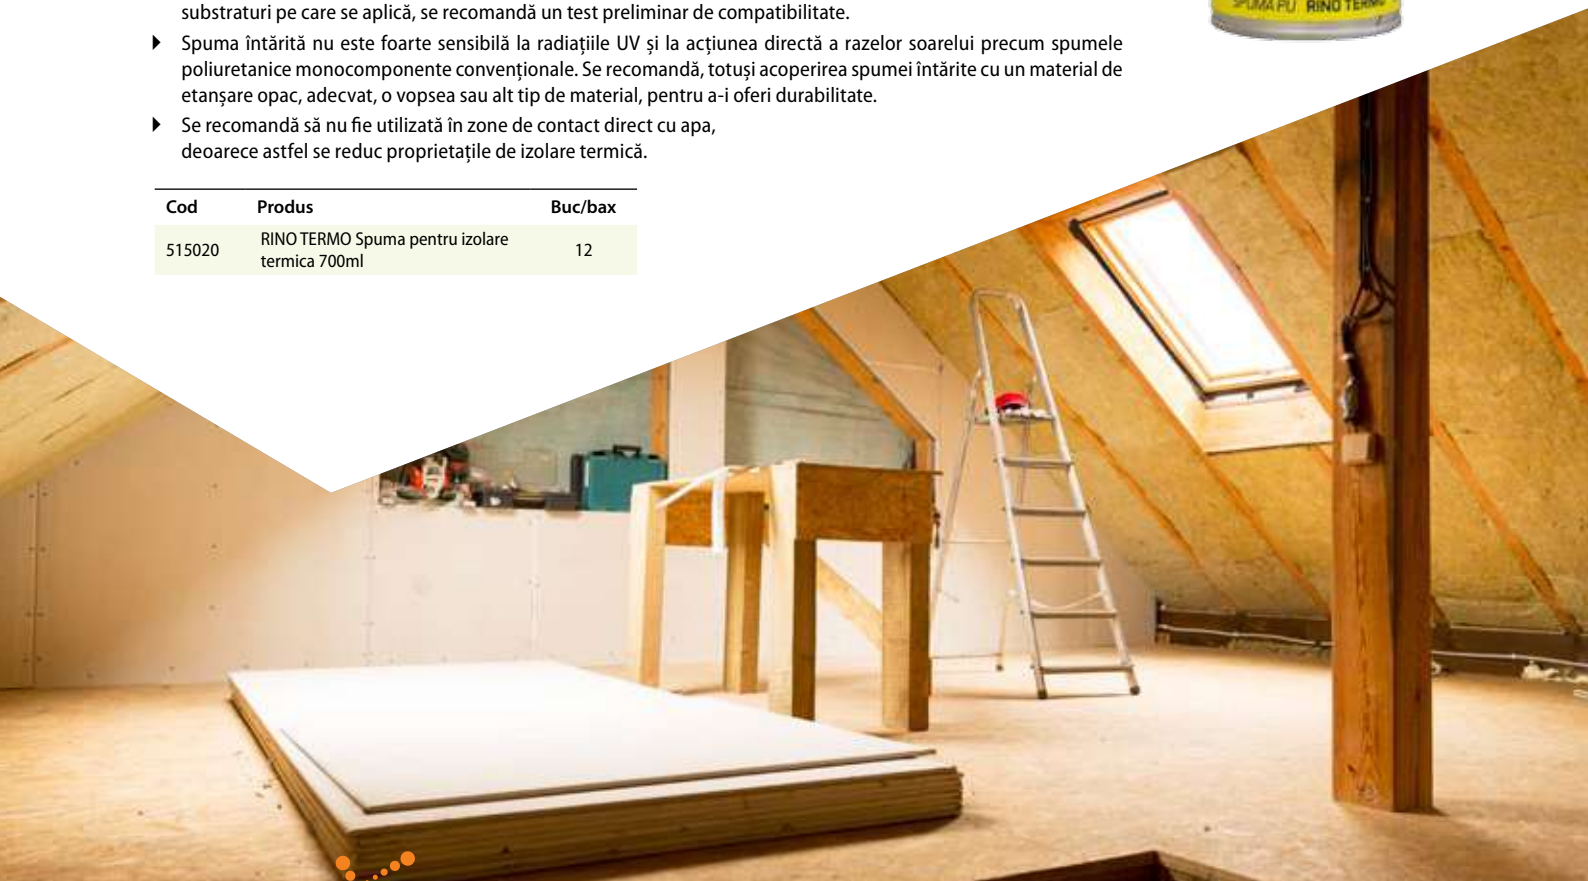 substraturi pe care se aplică, se recomandă un test preliminar de compatibilitate.
Spuma întărită nu este foarte sensibilă la radiațiile UV și la acțiunea directă a razelor soarelui precum spumele
poliuretanice monocomponente convenționale. Se recomandă, totuși acoperirea spumei întărite cu un material de
etanșare opac, adecvat, o vopsea sau alt tip de material, pentru a-i oferi durabilitate.
Se recomandă să nu fie utilizată în zone de contact direct cu apa,
deoarece astfel se reduc proprietațile de izolare termică.
Cod Produs Buc/bax
515020 RINO TERMO Spuma pentru izolare
termica 700ml 12
SPUMA PU RINO TERMO